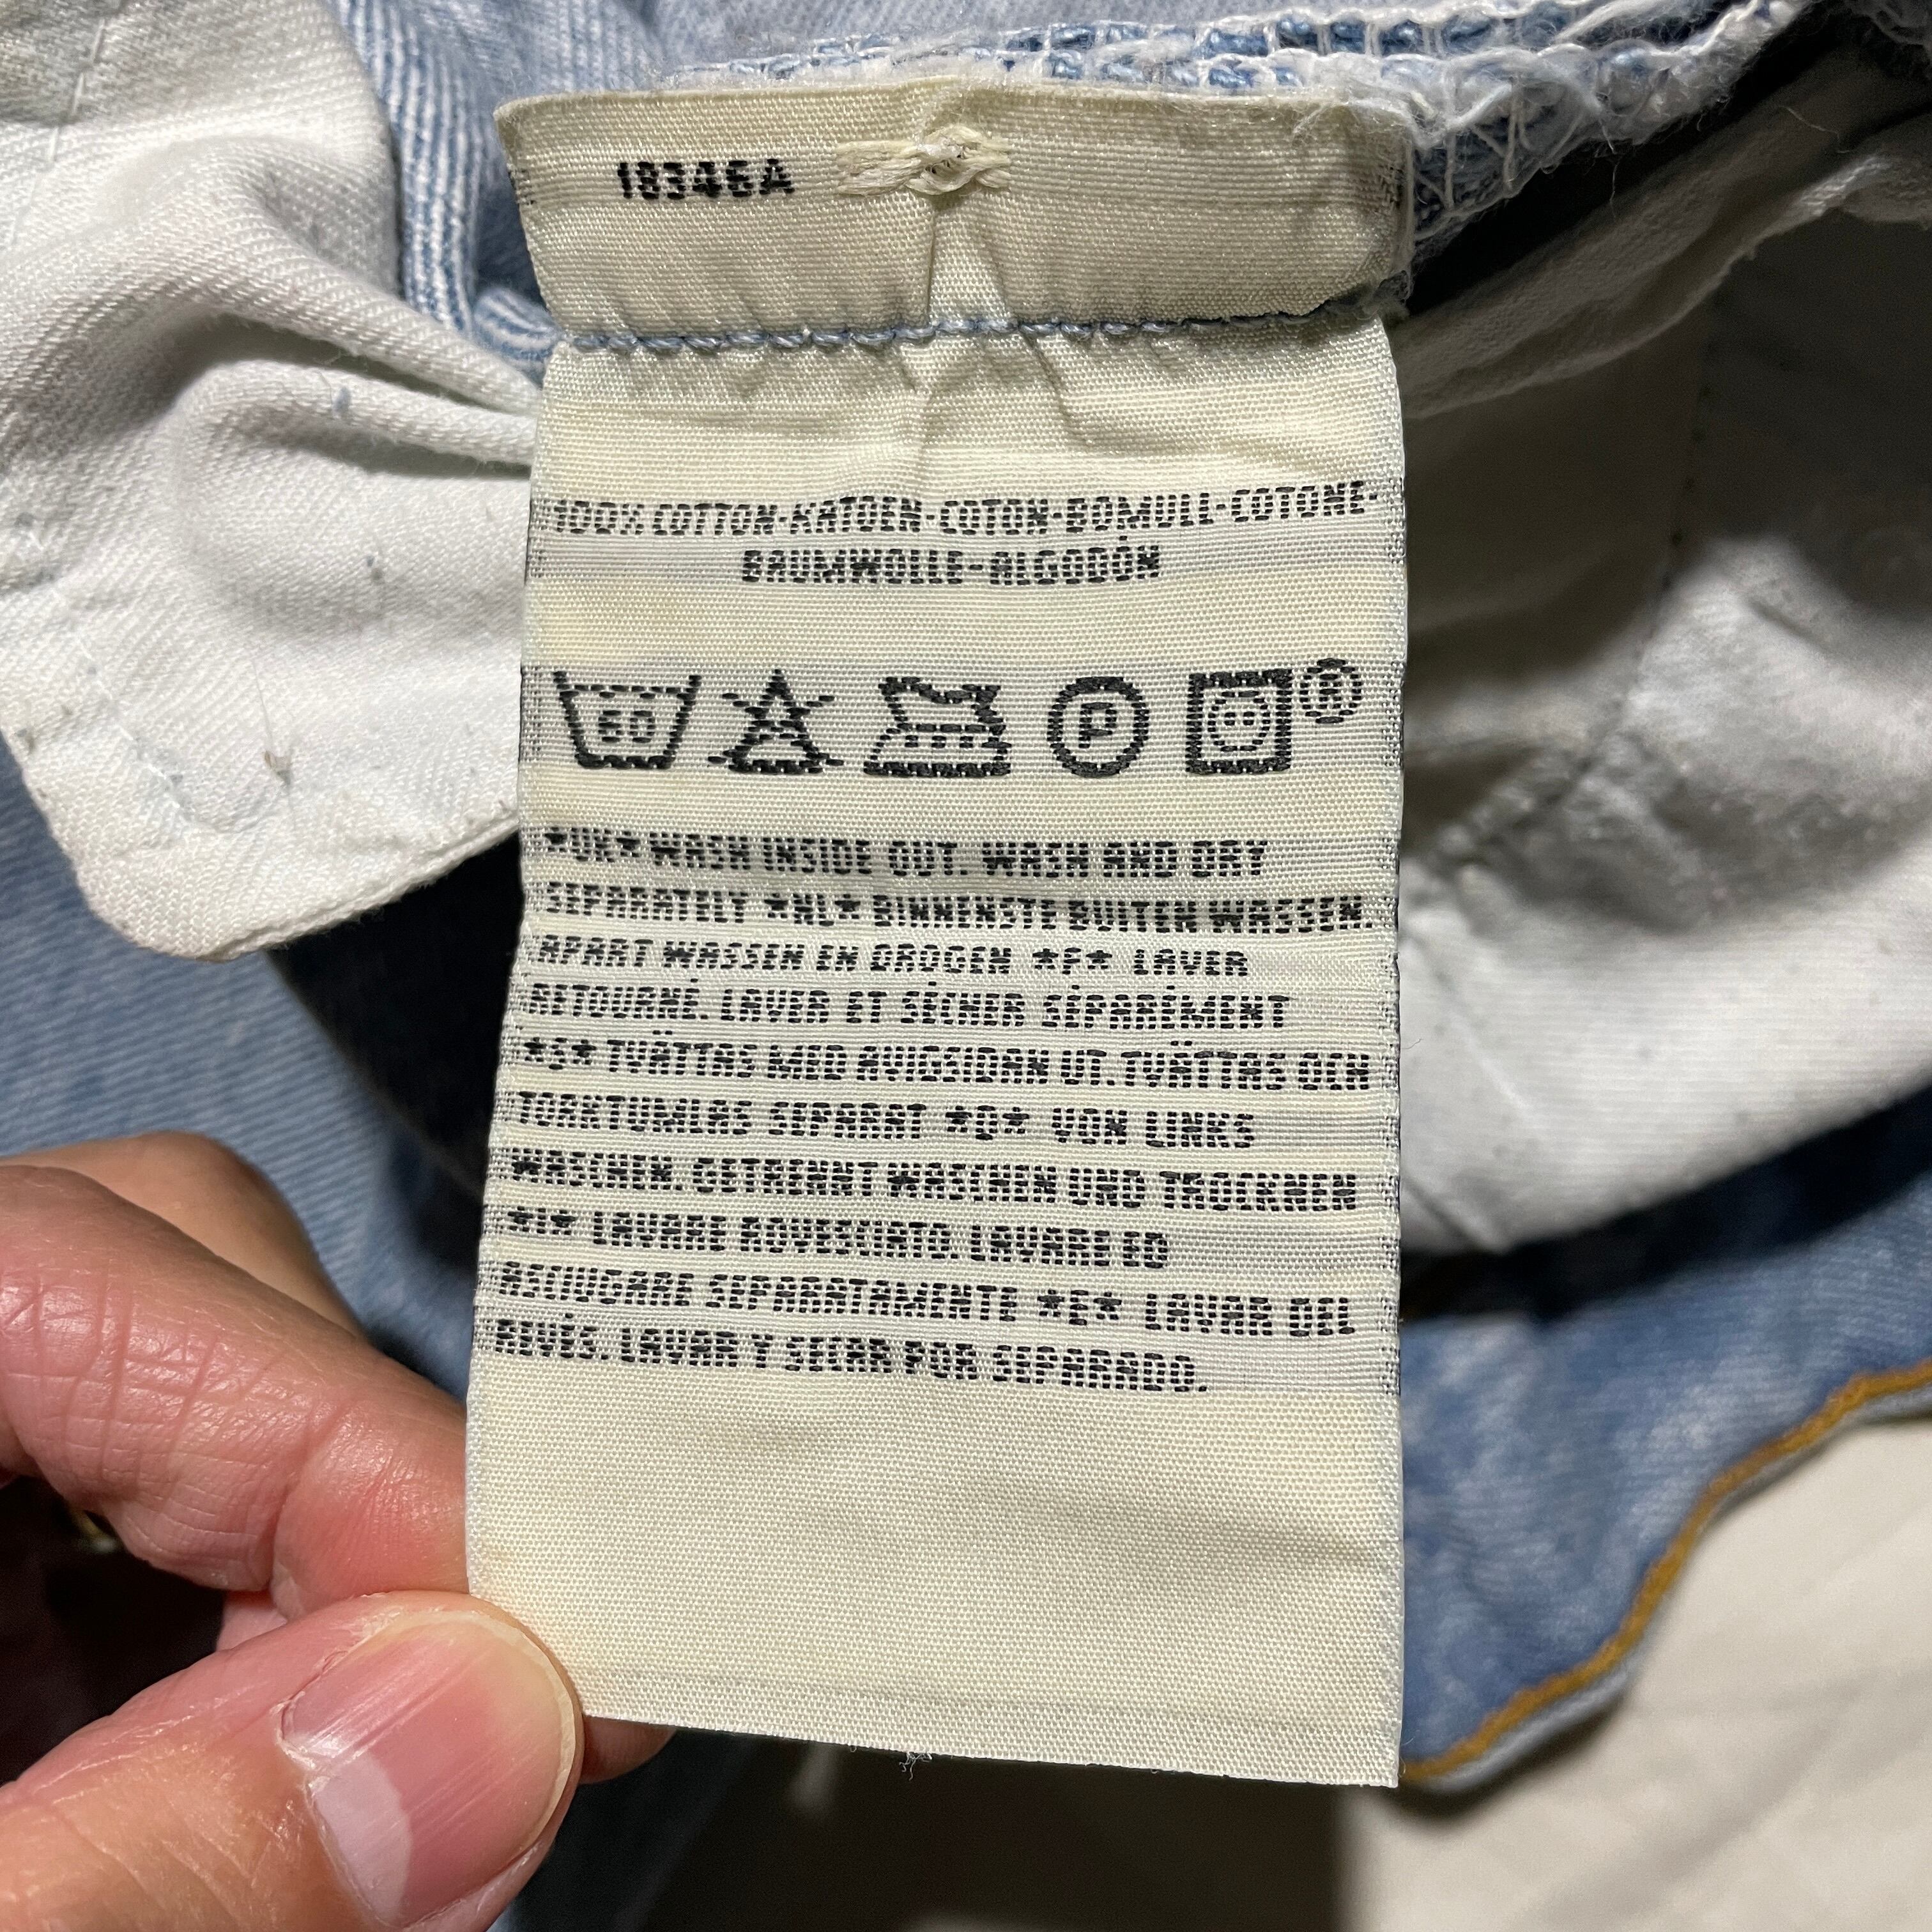 18346A
100% COTTON-KATOEN-COTON-BOMULL-COTONE-
BAUMWOLLE-ALGODÓN
60 P ®
*UK* WASH INSIDE OUT. WASH AND DRY
SEPARATELY *NL* BINNENSTE BUITEN WASSEN.
APART WASSEN EN DROGEN *F* LAVER
RETOURNÉ. LAVER ET SÉCHER SÉPARÉMENT
*S* TVÄTTAS MED AVIGSIDAN UT. TVÄTTAS OCH
TORKTUMLAS SEPARAT *D* VON LINKS
WASCHEN. GETRENNT WASCHEN UND TROCKNEN
*I* LAVARE ROVESCIATO. LAVARE ED
ASCIUGARE SEPARATAMENTE *E* LAVAR DEL
REVÉS. LAVAR Y SECAR POR SEPARADO.